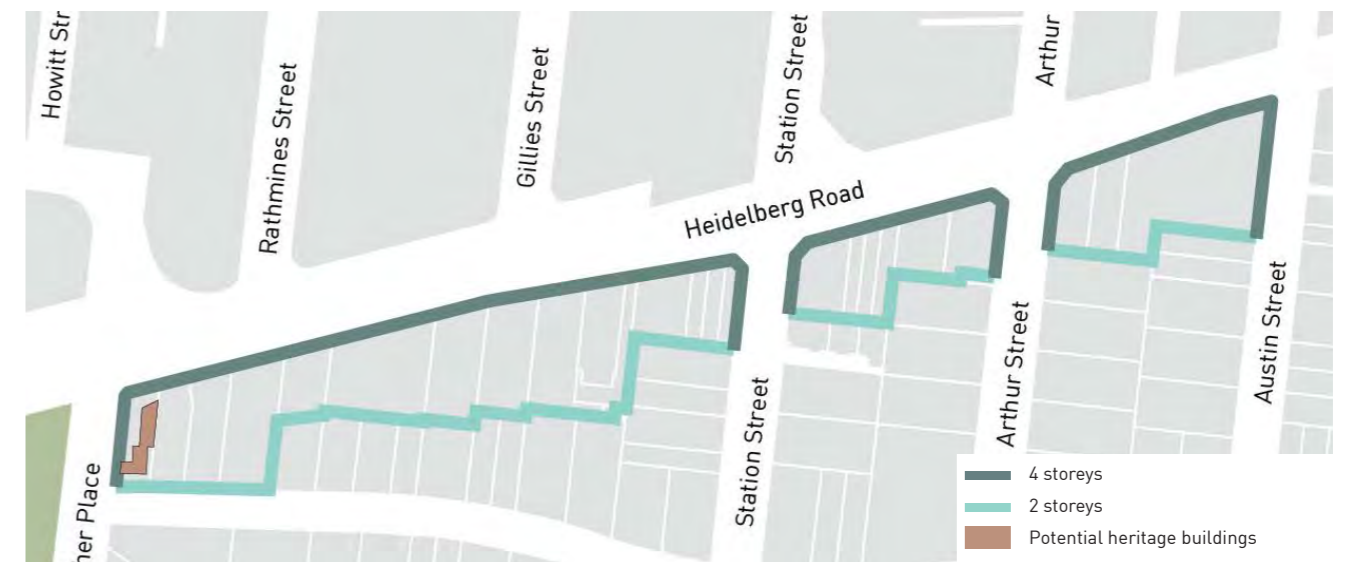 Howitt Str
Rathmines Street
Gillies Street
Station Street
Arthur
Heidelberg Road
Station Street
Arthur Street
Austin Street
ner Place
4 storeys
2 storeys
Potential heritage buildings